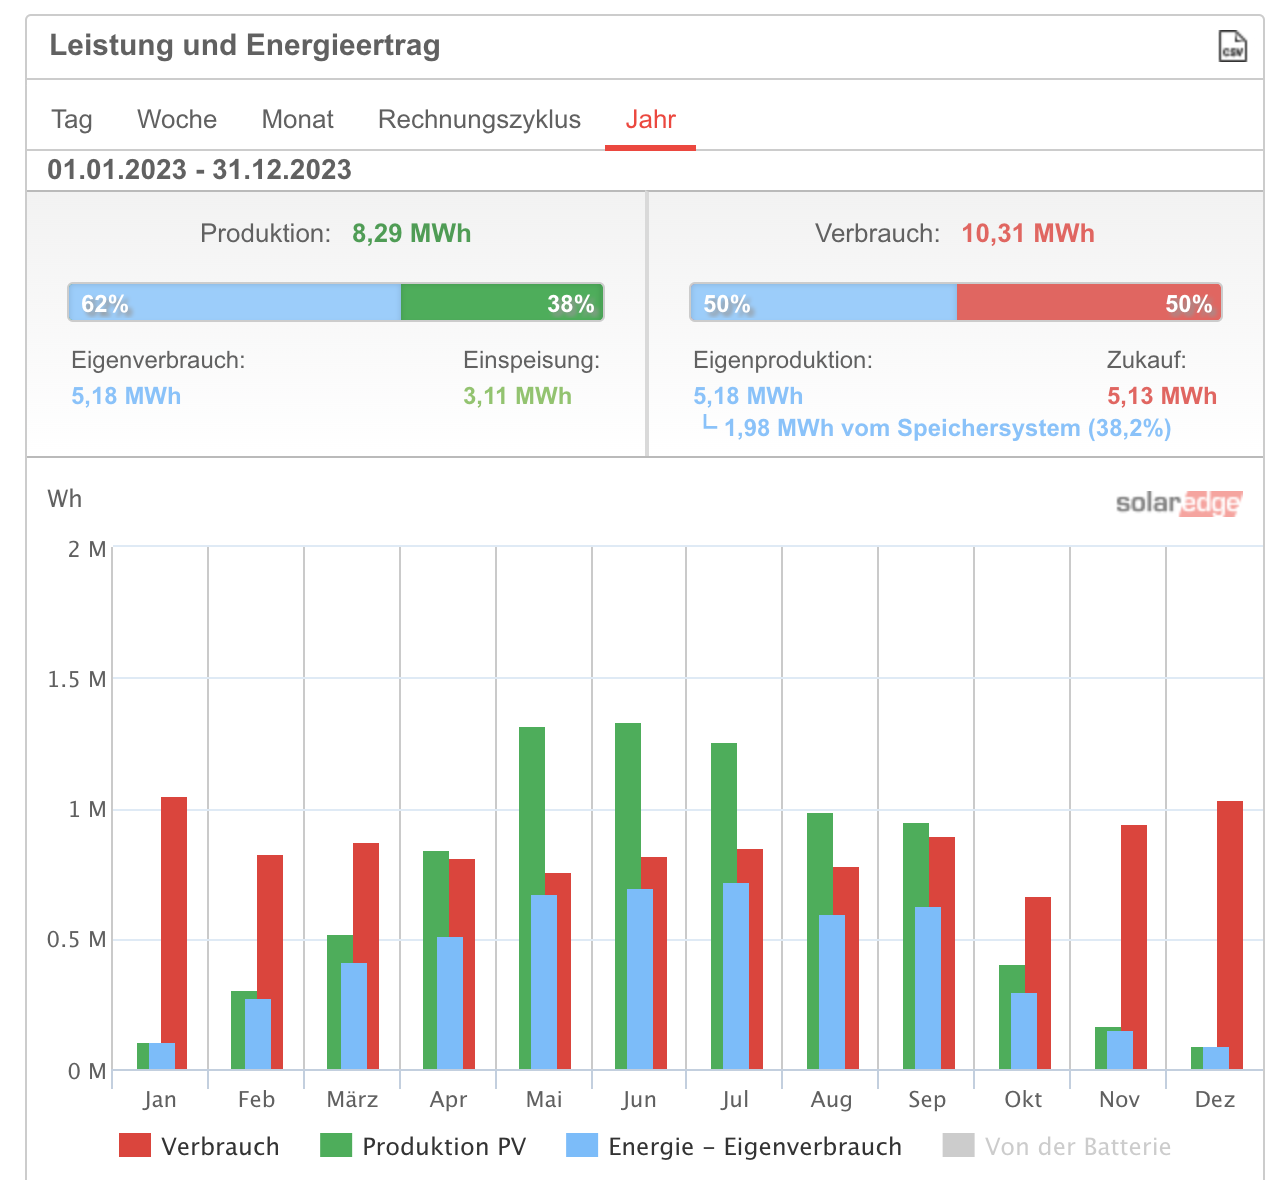 Leistung und Energieertrag
CSV
Tag Woche Monat Rechnungszyklus Jahr
01.01.2023 - 31.12.2023
Produktion: 8,29 MWh
62% 38%
Eigenverbrauch: Einspeisung:
5,18 MWh 3,11 MWh
Verbrauch: 10,31 MWh
50% 50%
Eigenproduktion: Zukauf:
5,18 MWh 5,13 MWh
1,98 MWh vom Speichersystem (38,2%)
Wh
solaredge
2 M
1.5 M
1 M
0.5 M
0 M
Jan Feb März Apr Mai Jun Jul Aug Sep Okt Nov Dez
Verbrauch Produktion PV Energie – Eigenverbrauch Von der Batterie